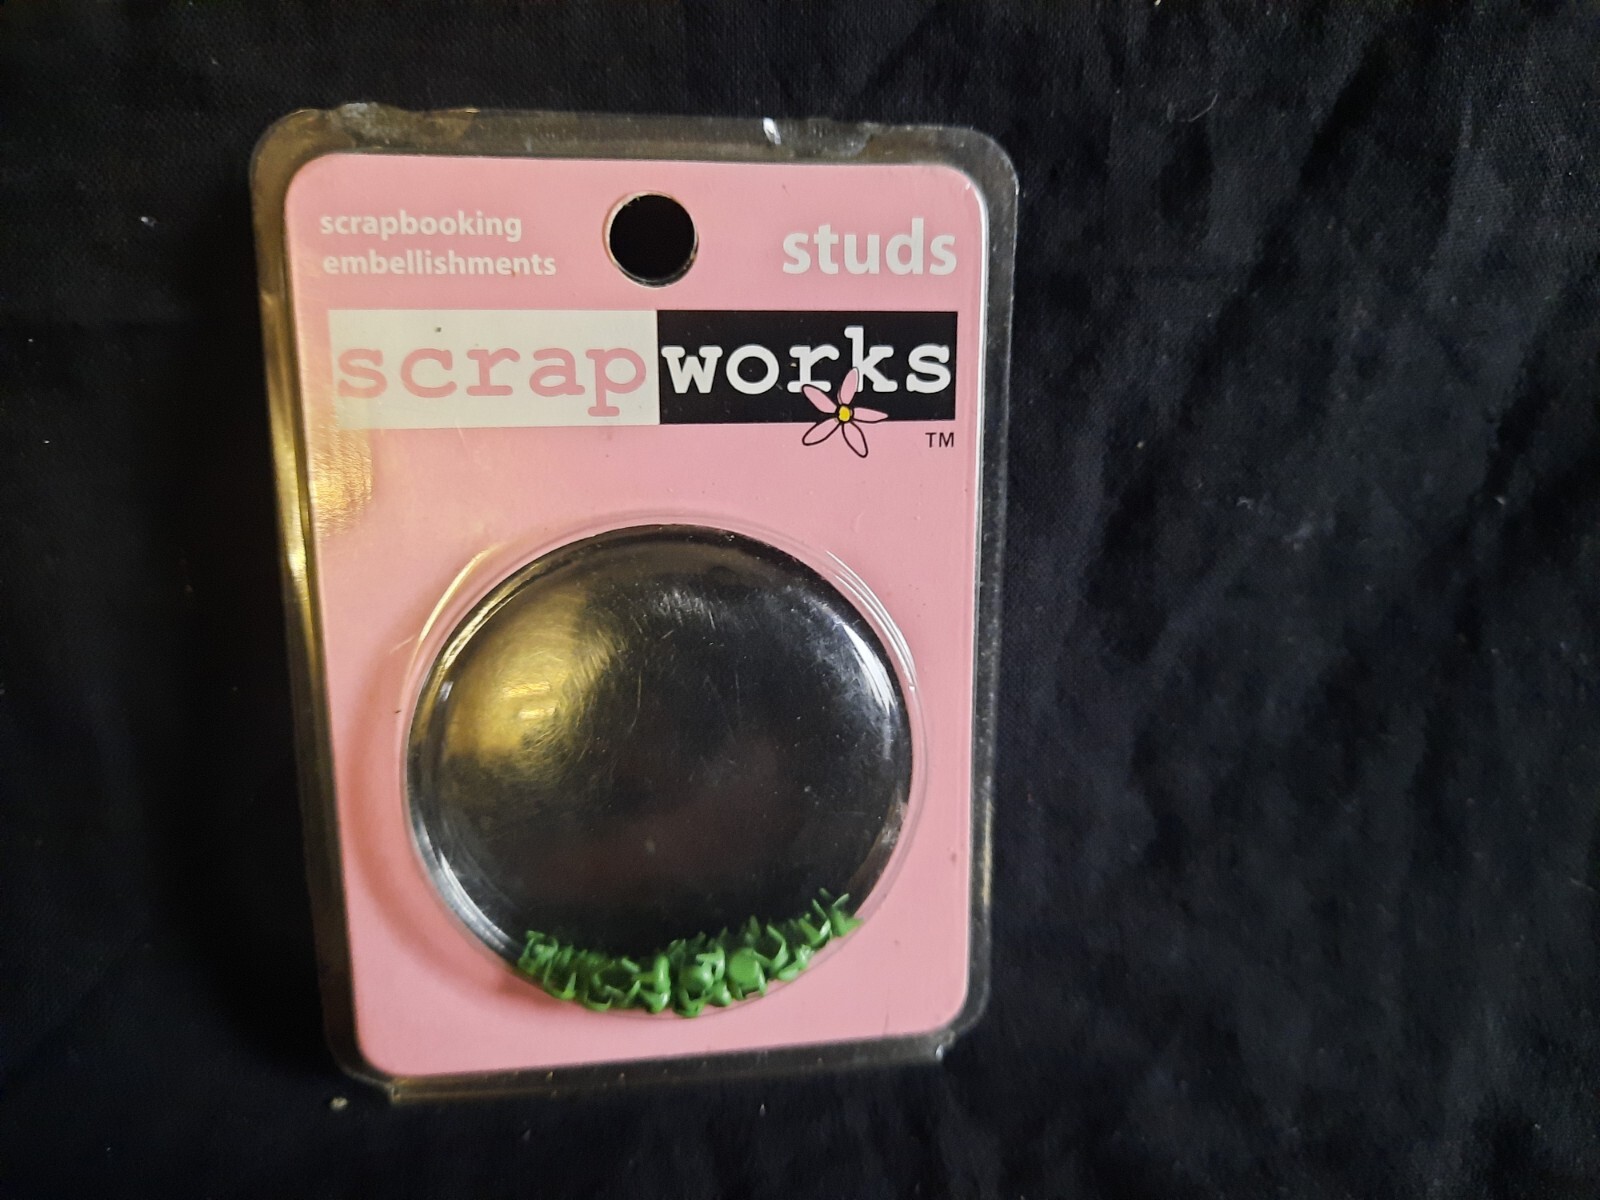 scrapbooking
embellishments
studs
scrapworks
TM